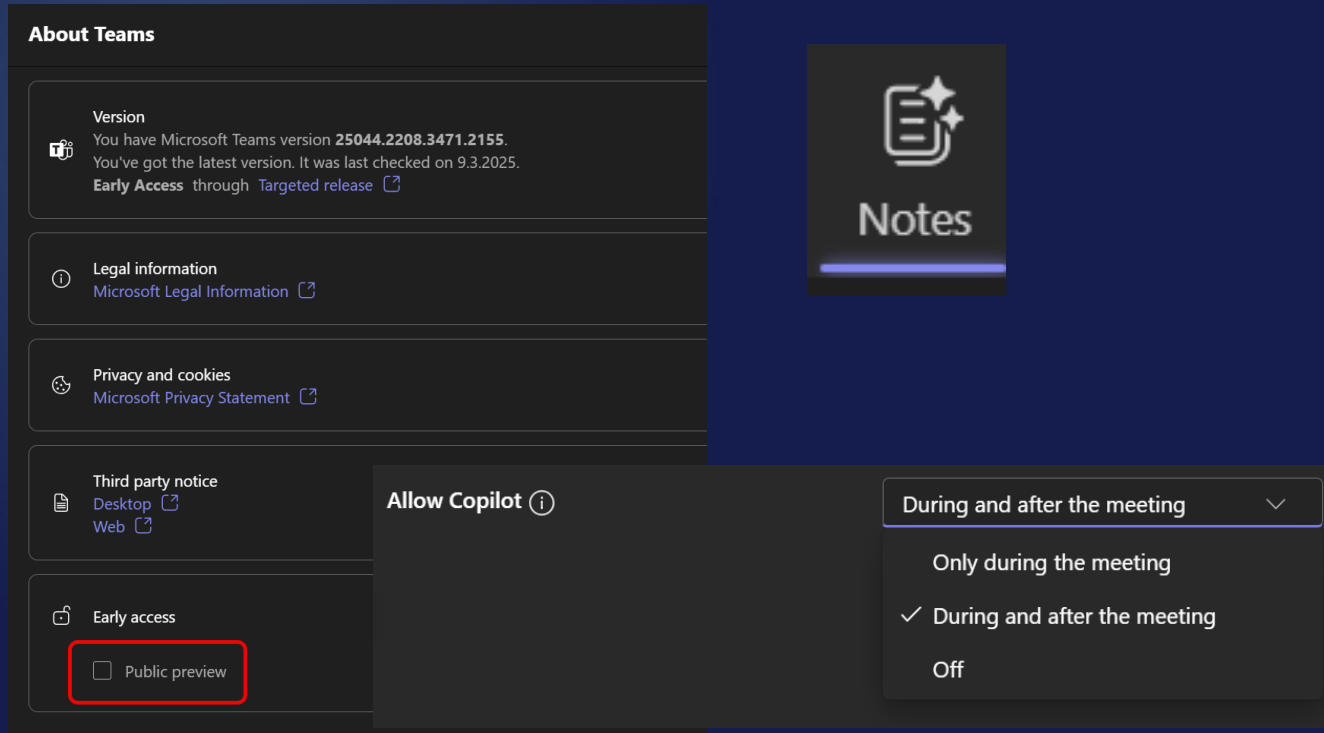 About Teams
Version
You have Microsoft Teams version 25044.2208.3471.2155.
You've got the latest version. It was last checked on 9.3.2025.
Early Access through Targeted release
Legal information
Microsoft Legal Information
Privacy and cookies
Microsoft Privacy Statement
Third party notice
Desktop
Web
Early access
Public preview
Notes
Allow Copilot
During and after the meeting
Only during the meeting
During and after the meeting
Off